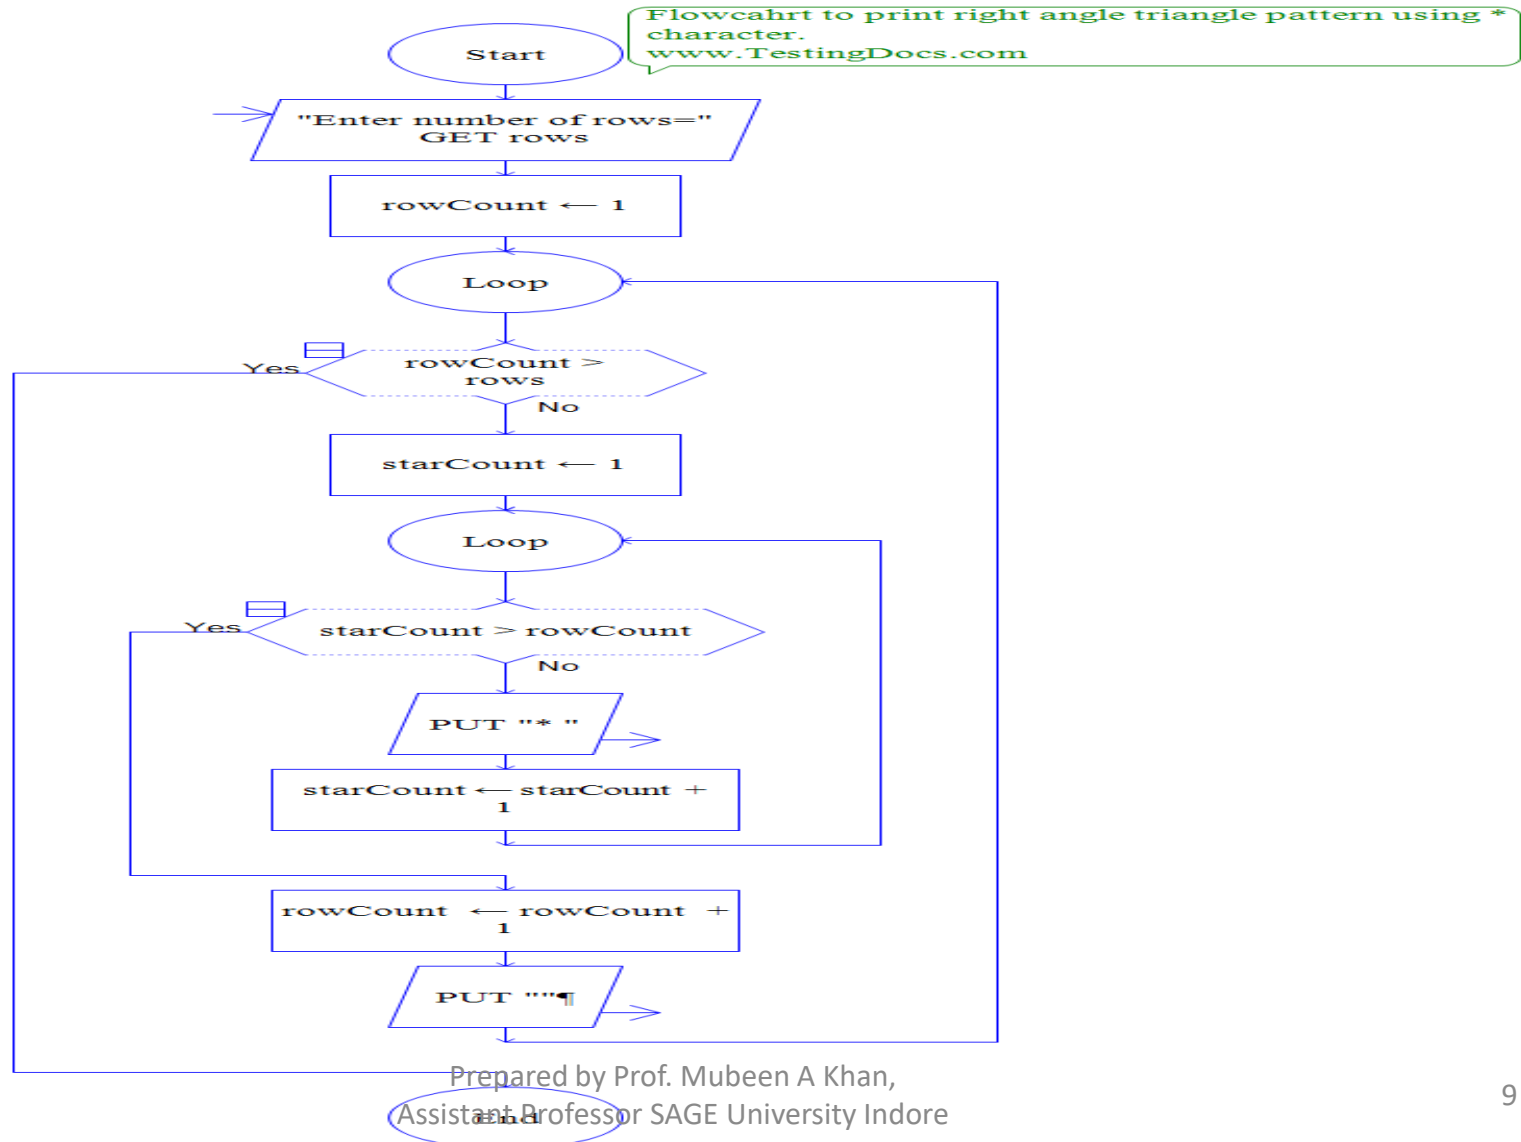 Flowcahrt to print right angle triangle pattern using *
character.
www.TestingDocs.com
Start
"Enter number of rows="
GET rows
rowCount ← 1
Loop
rowCount >
rows
Yes
No
starCount ← 1
Loop
starCount > rowCount
Yes
No
PUT "* "
starCount ← starCount +
1
rowCount ← rowCount +
1
PUT ""¶
End
Prepared by Prof. Mubeen A Khan,
Assistant Professor SAGE University Indore
9